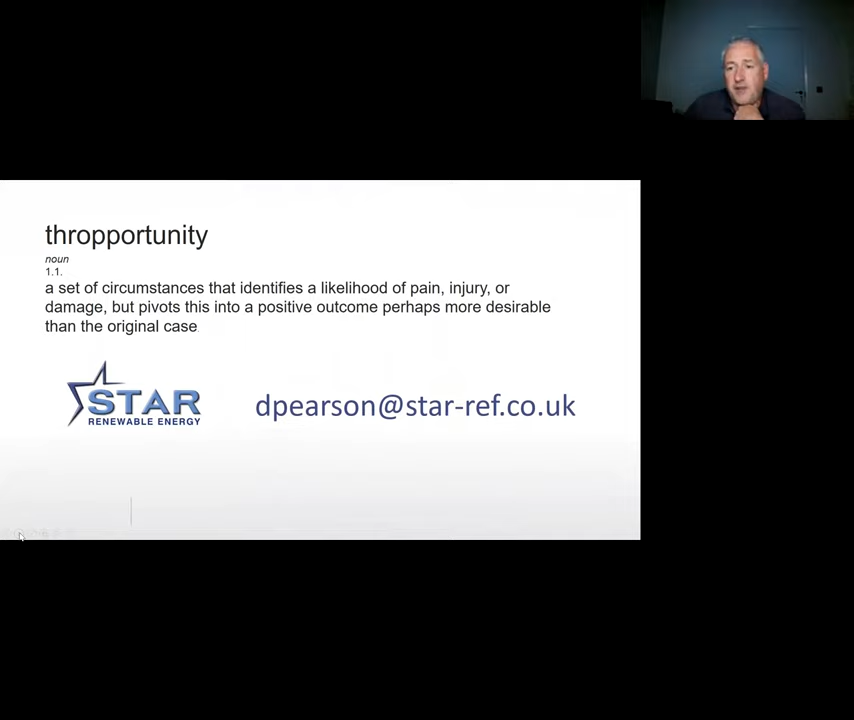 thropportunity
noun
1.1.
a set of circumstances that identifies a likelihood of pain, injury, or
damage, but pivots this into a positive outcome perhaps more desirable
than the original case
STAR
RENEWABLE ENERGY
dpearson@star-ref.co.uk